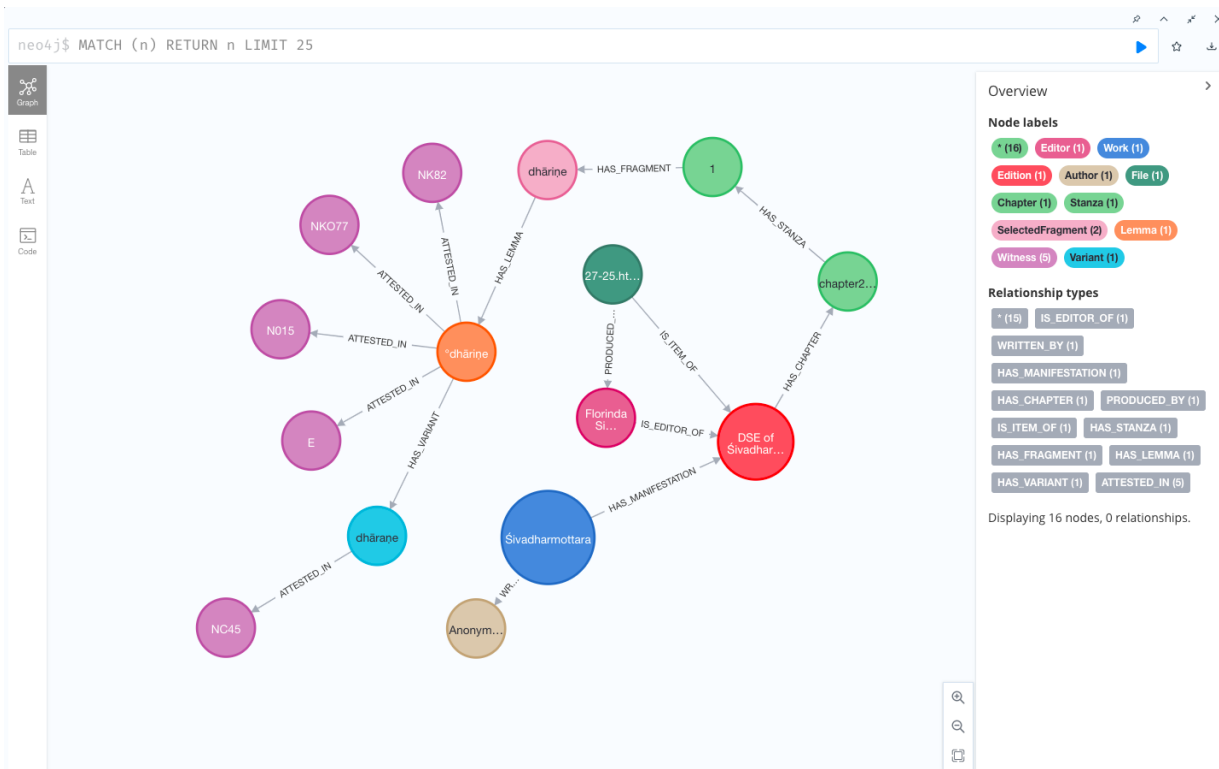 neo4j$ MATCH (n) RETURN n LIMIT 25
Graph
Table
Text
Code
NK82
NKO77
N015
E
NC45
dhāriṇe
1
27-25.ht...
chapter2...
°dhāriṇe
Florinda
Si...
DSE of
Śivadhar...
dhāraṇe
Śivadharmottara
Anonym...
HAS_FRAGMENT
HAS_STANZA
HAS_LEMMA
ATTESTED_IN
ATTESTED_IN
ATTESTED_IN
ATTESTED_IN
HAS_VARIANT
ATTESTED_IN
PRODUCED_...
IS_ITEM_OF
HAS_CHAPTER
IS_EDITOR_OF
HAS_MANIFESTATION
WR...
Overview
Node labels
* (16) Editor (1) Work (1)
Edition (1) Author (1) File (1)
Chapter (1) Stanza (1)
SelectedFragment (2) Lemma (1)
Witness (5) Variant (1)
Relationship types
* (15) IS_EDITOR_OF (1)
WRITTEN_BY (1)
HAS_MANIFESTATION (1)
HAS_CHAPTER (1) PRODUCED_BY (1)
IS_ITEM_OF (1) HAS_STANZA (1)
HAS_FRAGMENT (1) HAS_LEMMA (1)
HAS_VARIANT (1) ATTESTED_IN (5)
Displaying 16 nodes, 0 relationships.